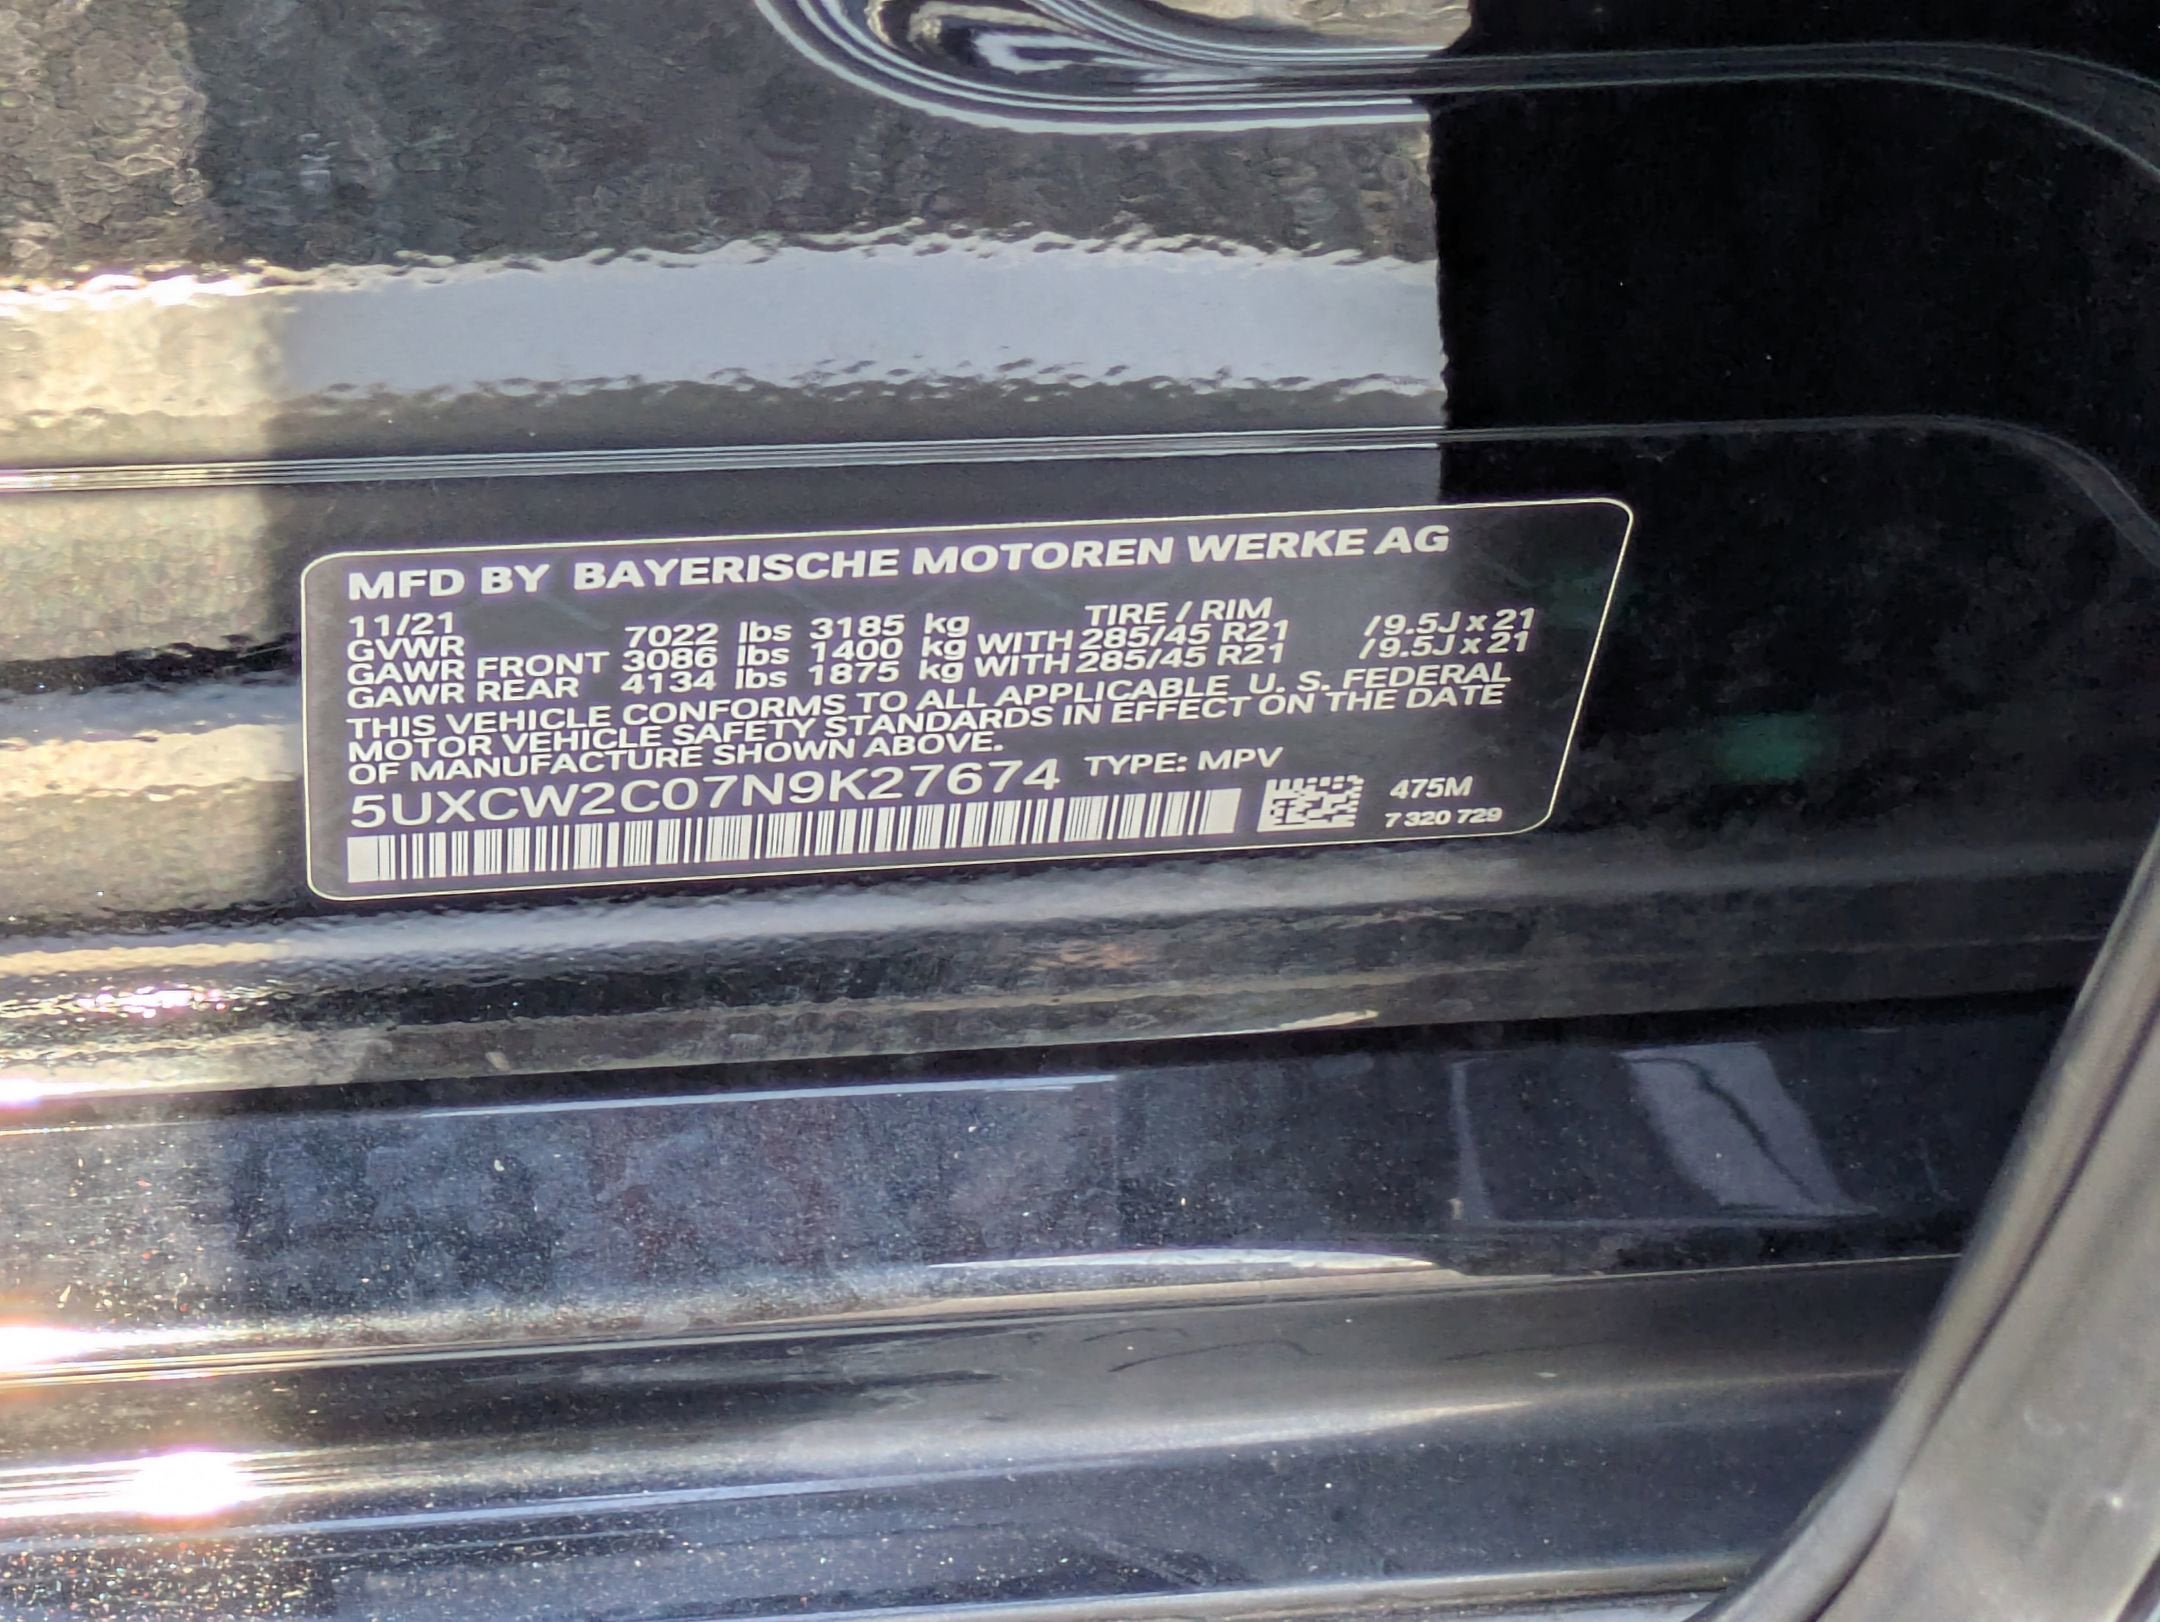 MFD BY BAYERISCHE MOTOREN WERKE AG
11/21 TIRE / RIM
GVWR 7022 lbs 3185 kg
GAWR FRONT 3086 lbs 1400 kg WITH 285/45 R21 /9.5J x 21
GAWR REAR 4134 lbs 1875 kg WITH 285/45 R21 /9.5J x 21
THIS VEHICLE CONFORMS TO ALL APPLICABLE U. S. FEDERAL
MOTOR VEHICLE SAFETY STANDARDS IN EFFECT ON THE DATE
OF MANUFACTURE SHOWN ABOVE.
5UXCW2C07N9K27674 TYPE: MPV
475M
7 320 729